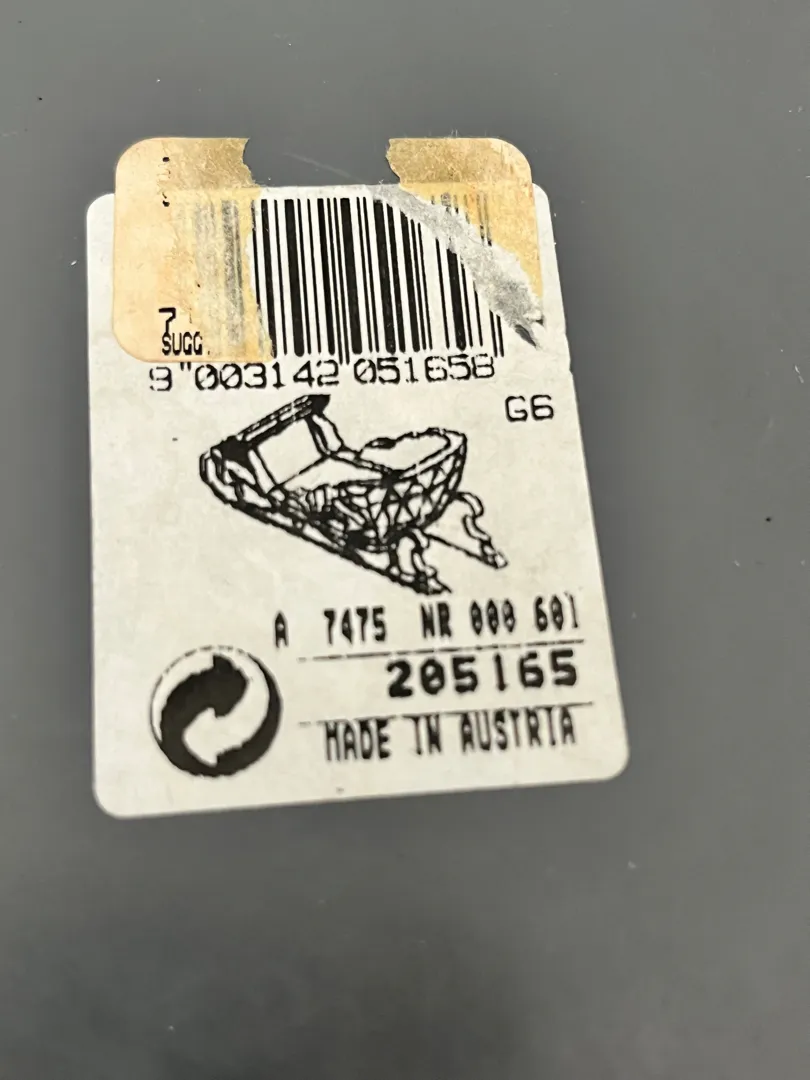 7
SUGG
9"003142 051658
G6
A 7475 NR 000 601
205165
MADE IN AUSTRIA